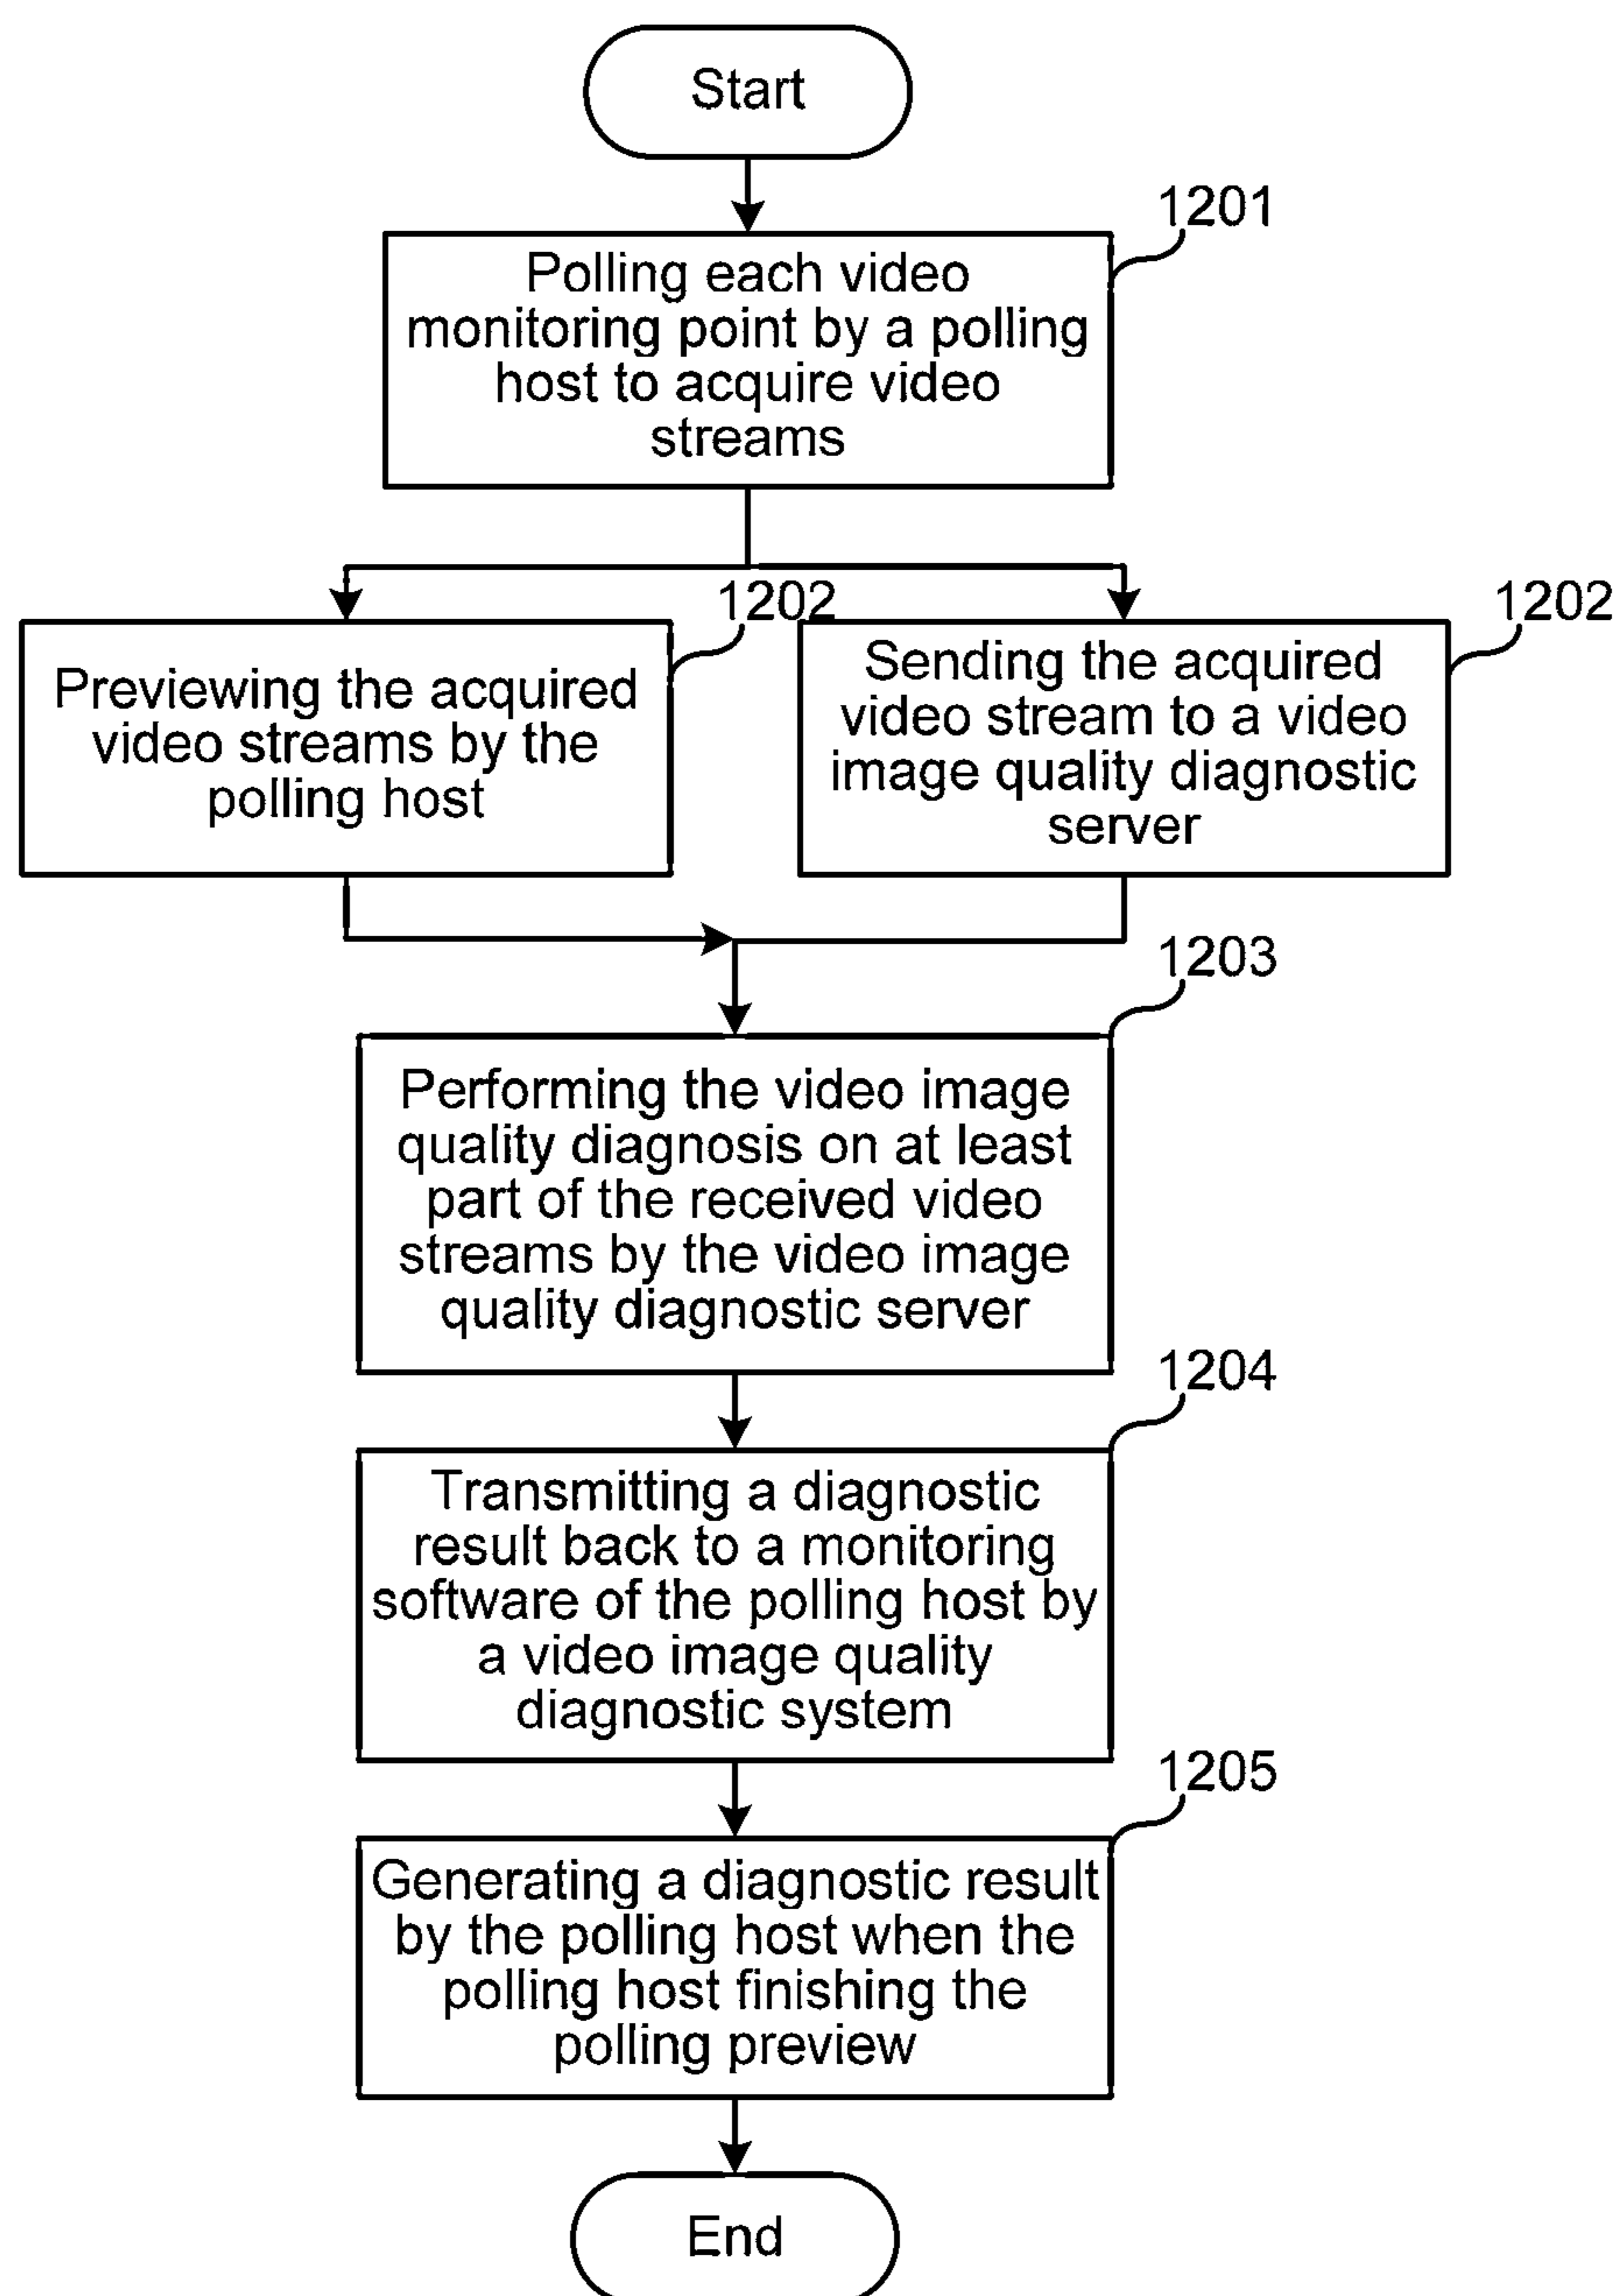 Start
1201
Polling each video
monitoring point by a polling
host to acquire video
streams
1202
Previewing the acquired
video streams by the
polling host
1202
Sending the acquired
video stream to a video
image quality diagnostic
server
1203
Performing the video image
quality diagnosis on at least
part of the received video
streams by the video image
quality diagnostic server
1204
Transmitting a diagnostic
result back to a monitoring
software of the polling host by
a video image quality
diagnostic system
1205
Generating a diagnostic result
by the polling host when the
polling host finishing the
polling preview
End